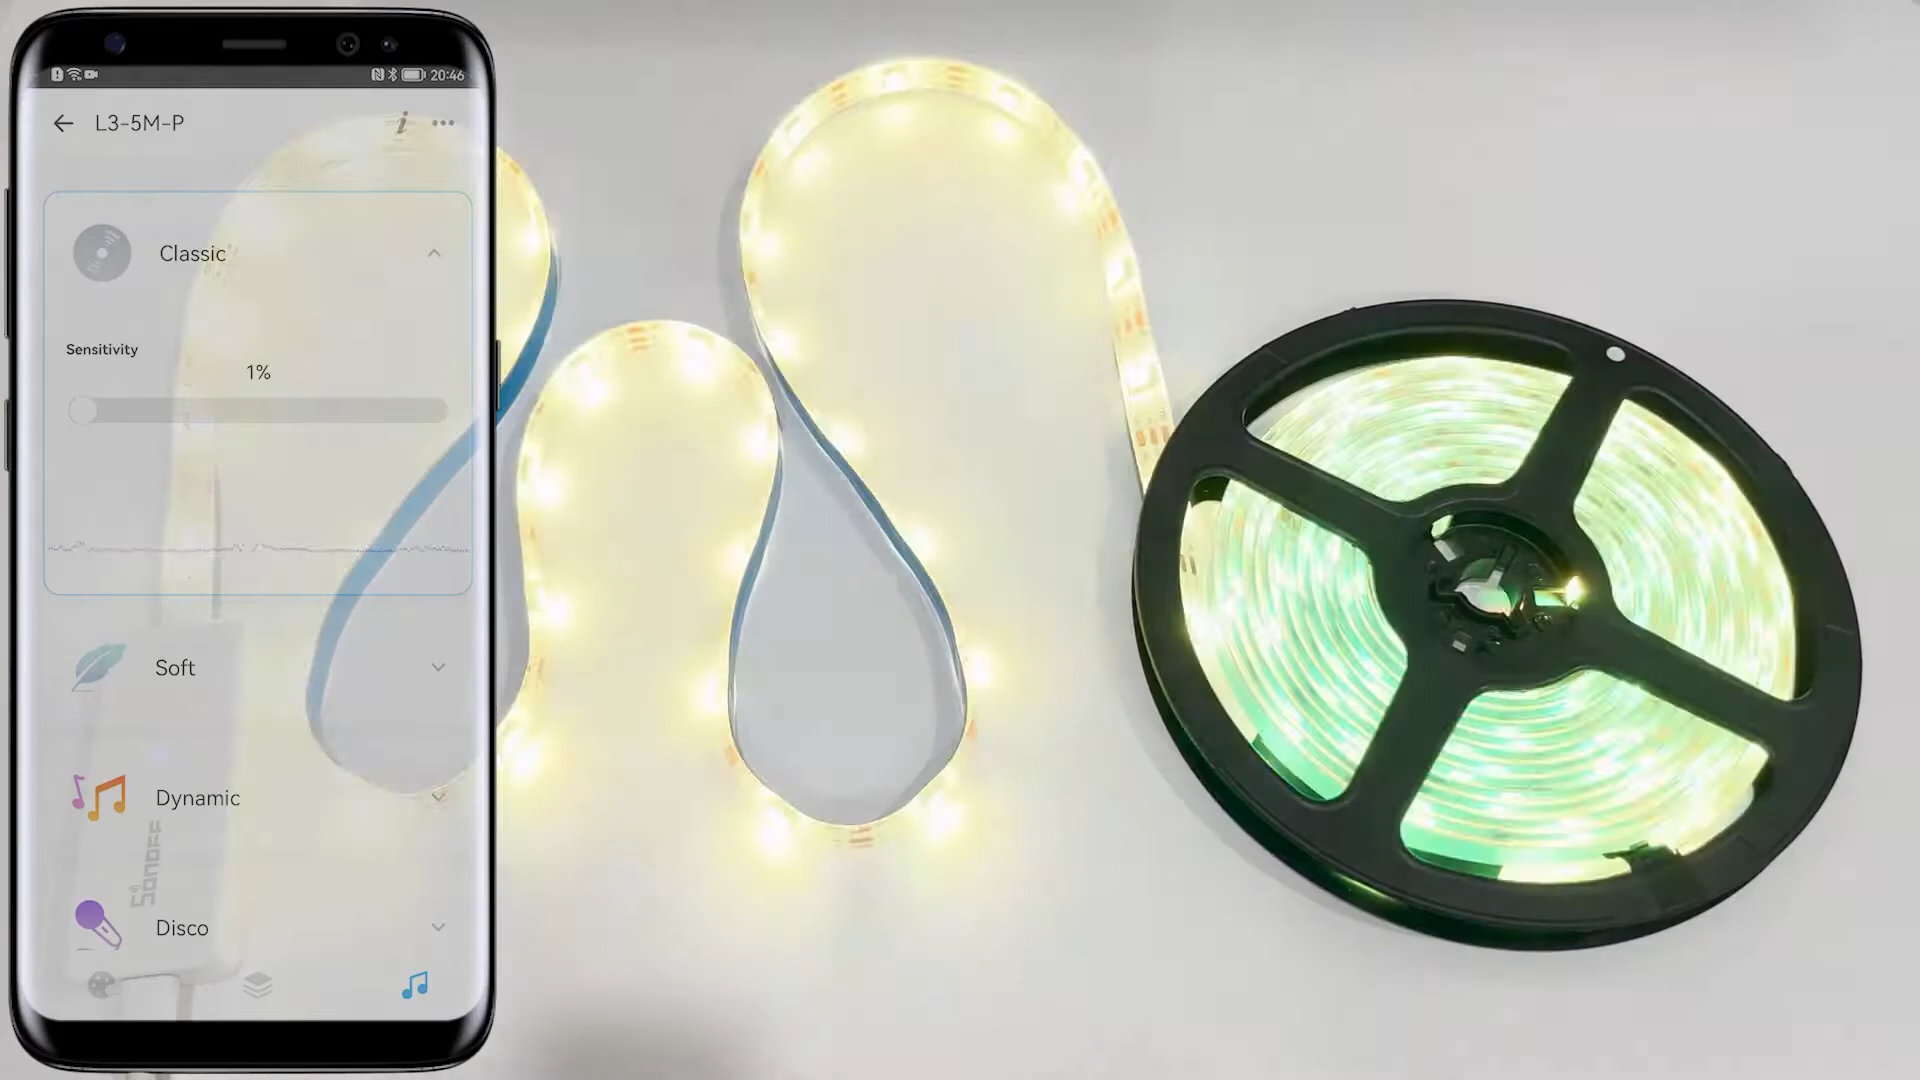 20:46
L3-5M-P
Classic
Sensitivity
1%
Soft
Dynamic
SONOFF
Disco